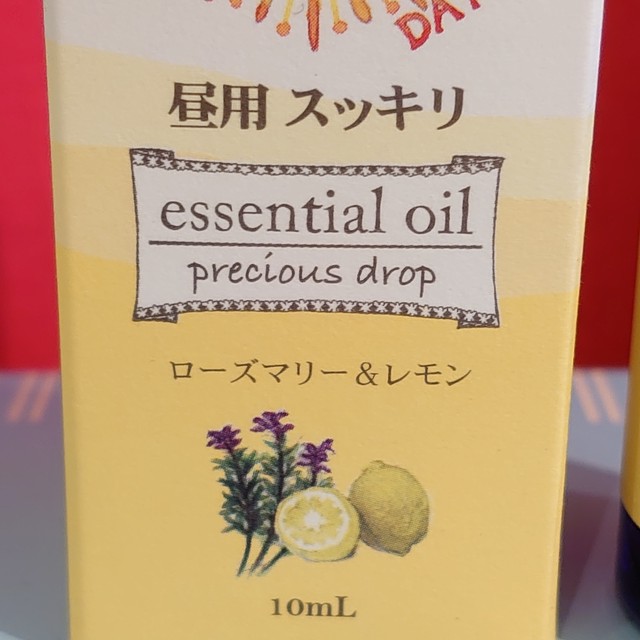 DAY
昼用 スッキリ
essential oil
precious drop
ローズマリー&レモン
10mL